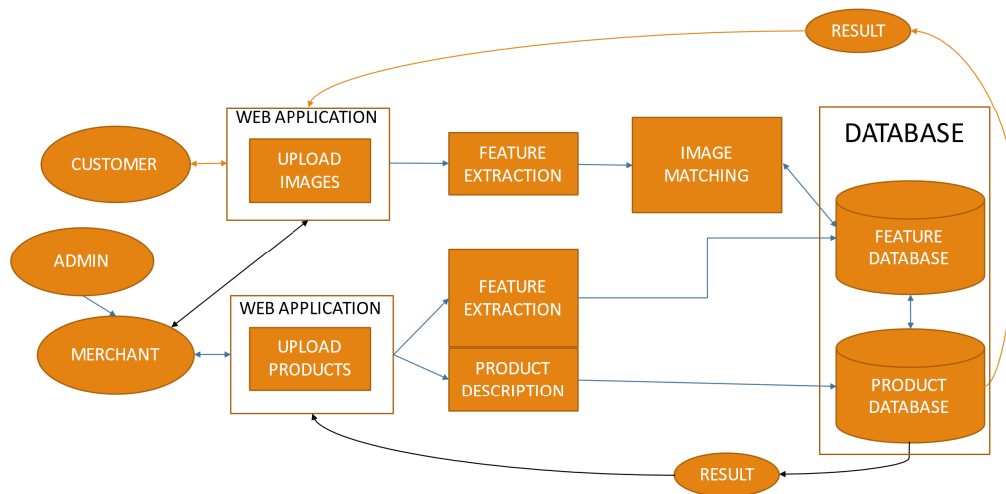 RESULT
WEB APPLICATION
DATABASE
CUSTOMER
UPLOAD
IMAGES
FEATURE
EXTRACTION
IMAGE
MATCHING
ADMIN
FEATURE
DATABASE
WEB APPLICATION
FEATURE
EXTRACTION
MERCHANT
UPLOAD
PRODUCTS
PRODUCT
DESCRIPTION
PRODUCT
DATABASE
RESULT